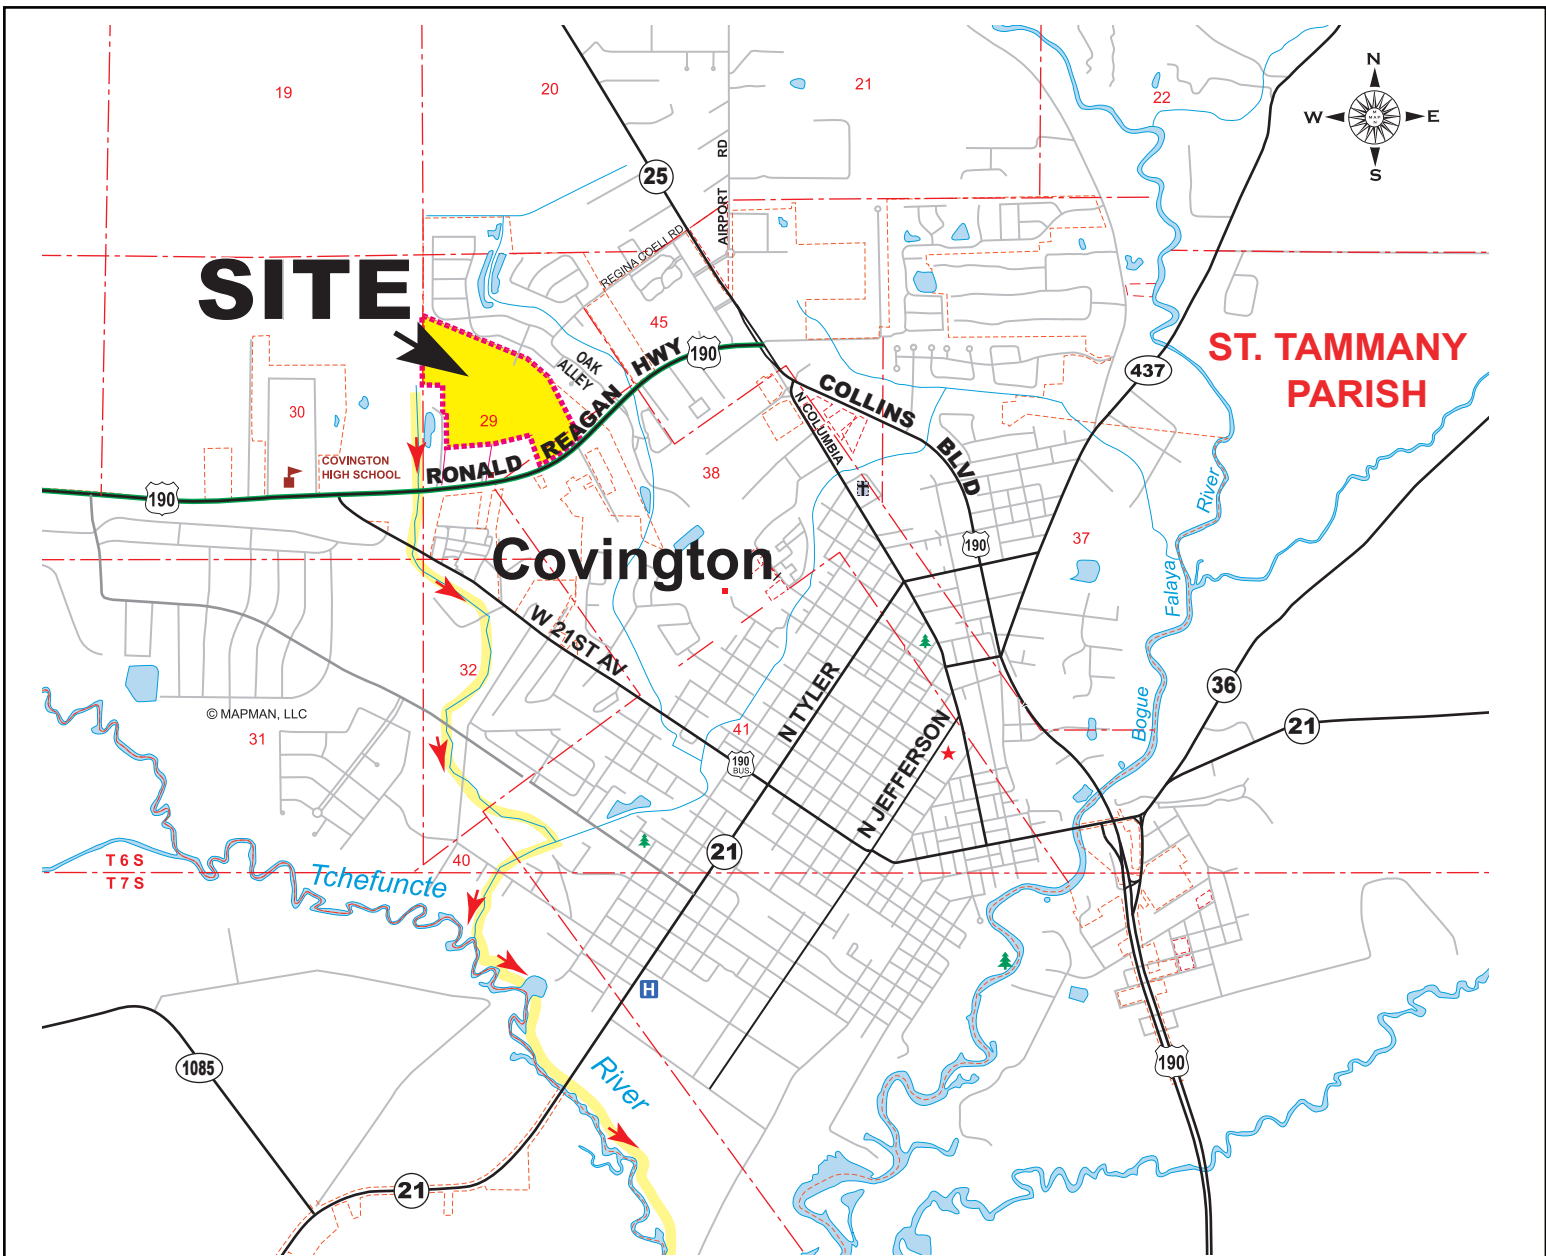 19
20
21
22
N
W
E
S
25
AIRPORT RD
REGINA COELI RD
SITE
45
190
OAK
ALLEY
RONALD REAGAN HWY
ST. TAMMANY
PARISH
437
COLLINS BLVD
N COLUMBIA
30
29
COVINGTON
HIGH SCHOOL
38
190
190
37
River
Falaya
Bogue
Covington
W 21ST AV
32
36
© MAPMAN, LLC
31
N TYLER
41
190
BUS.
N JEFFERSON
21
21
T 6 S
T 7 S
40
Tchefuncte
H
River
1085
190
21